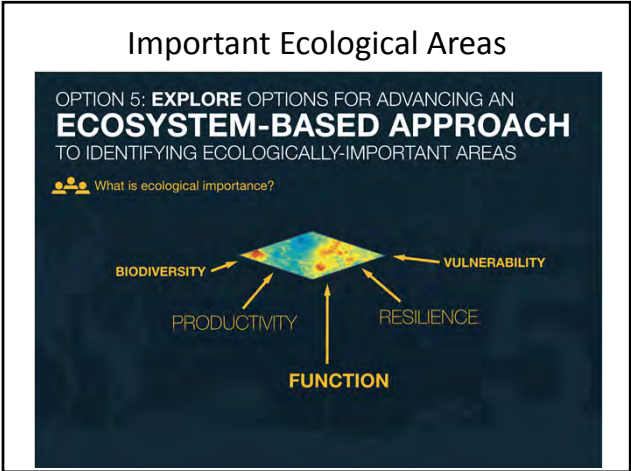 Important Ecological Areas
OPTION 5: EXPLORE OPTIONS FOR ADVANCING AN
ECOSYSTEM-BASED APPROACH
TO IDENTIFYING ECOLOGICALLY-IMPORTANT AREAS
What is ecological importance?
BIODIVERSITY
VULNERABILITY
PRODUCTIVITY
RESILIENCE
FUNCTION